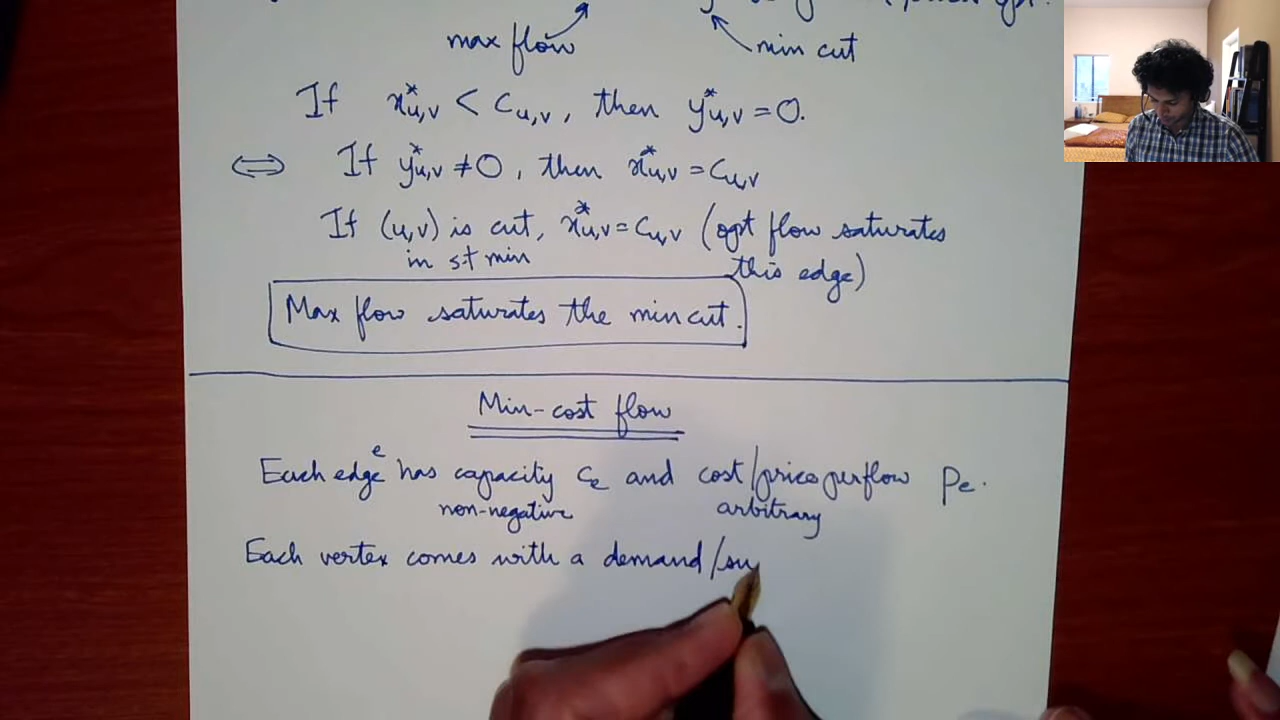 max flow min cut
If x*u,v < Cu,v, then y*u,v = 0.
⟺ If y*u,v ≠ 0, then x*u,v = Cu,v
If (u,v) is cut, x*u,v = Cu,v (opt flow saturates
in st min this edge)
Max flow saturates the min cut.
Min-cost flow
Each edge e has capacity Ce and cost/price per flow Pe.
non-negative arbitrary
Each vertex comes with a demand/su